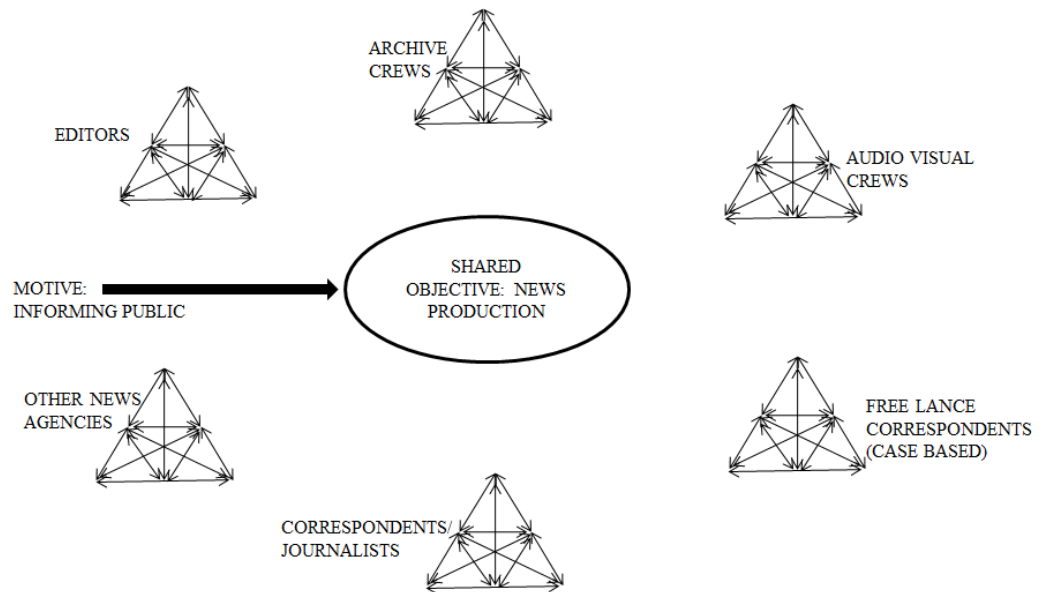 ARCHIVE
CREWS
EDITORS
AUDIO VISUAL
CREWS
SHARED
OBJECTIVE: NEWS
PRODUCTION
MOTIVE:
INFORMING PUBLIC
OTHER NEWS
AGENCIES
FREE LANCE
CORRESPONDENTS
(CASE BASED)
CORRESPONDENTS/
JOURNALISTS